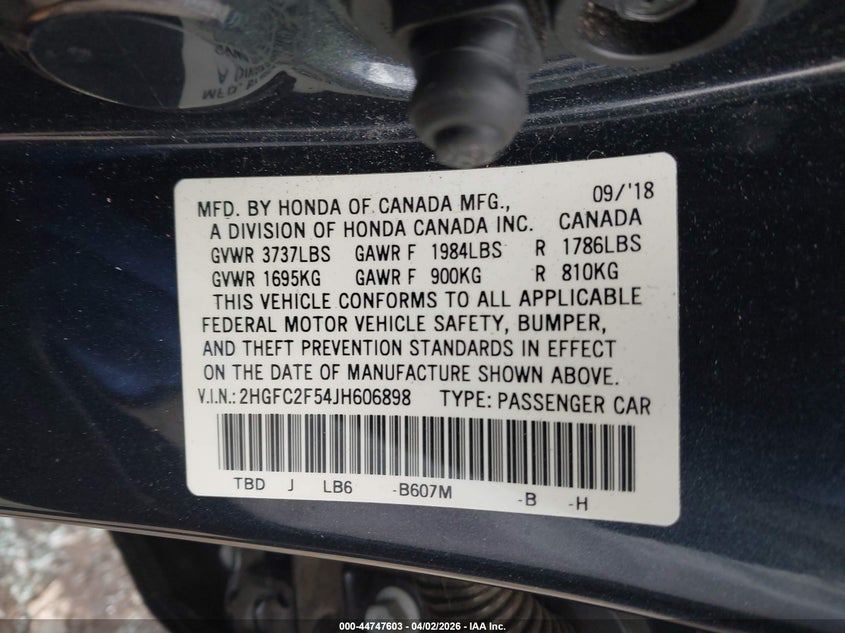 MFD. BY HONDA OF CANADA MFG., 09/'18
A DIVISION OF HONDA CANADA INC. CANADA
GVWR 3737LBS GAWR F 1984LBS R 1786LBS
GVWR 1695KG GAWR F 900KG R 810KG
THIS VEHICLE CONFORMS TO ALL APPLICABLE
FEDERAL MOTOR VEHICLE SAFETY, BUMPER,
AND THEFT PREVENTION STANDARDS IN EFFECT
ON THE DATE OF MANUFACTURE SHOWN ABOVE.
V.I.N.: 2HGFC2F54JH606898 TYPE: PASSENGER CAR
TBD J LB6 -B607M -B -H
000-44747603 - 04/02/2026 - IAA Inc.